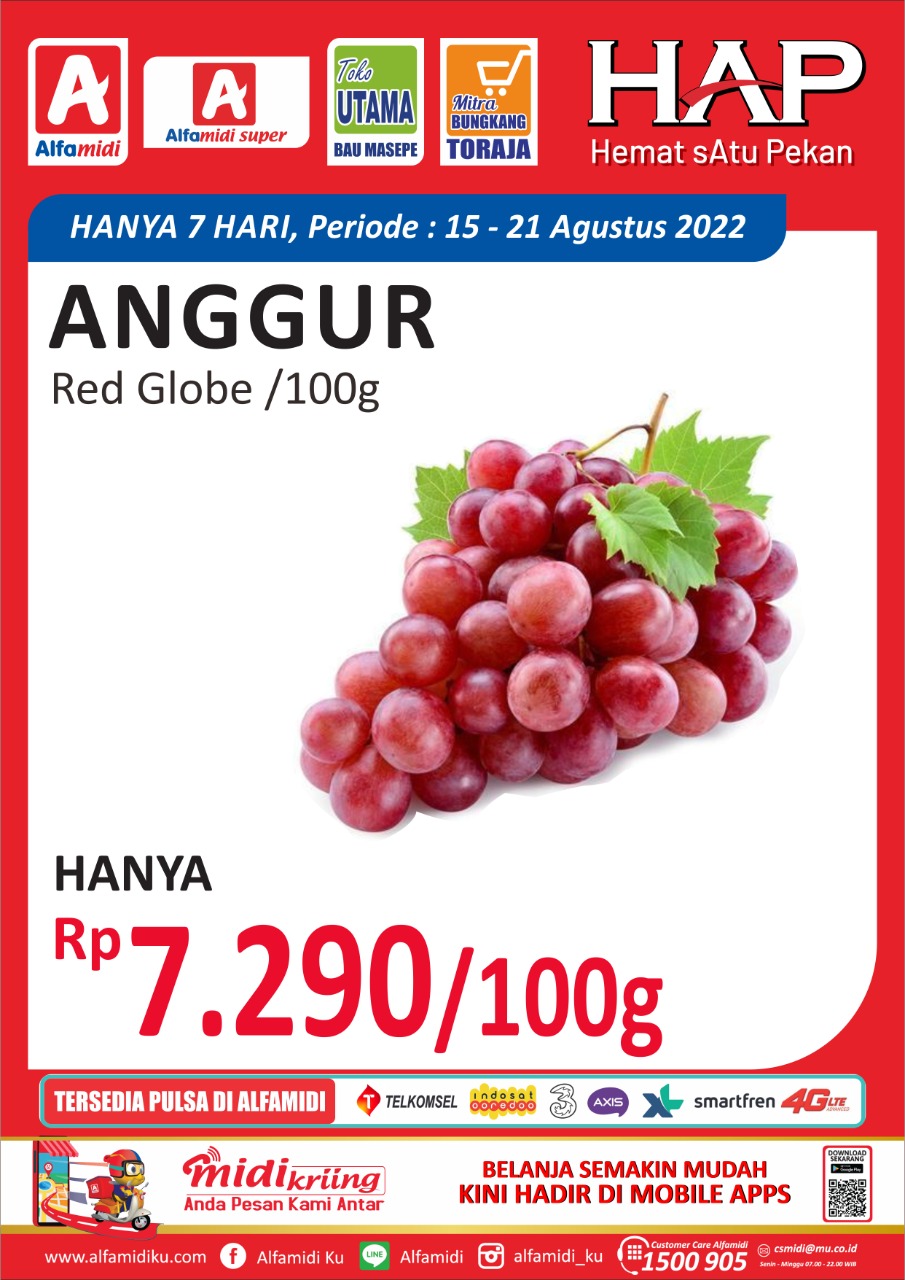 Alfamidi
Alfamidi super
Toko
UTAMA
BAU MASEPE
Mitra
BUNGKANG
TORAJA
HAP
Hemat sAtu Pekan
HANYA 7 HARI, Periode : 15 - 21 Agustus 2022
ANGGUR
Red Globe /100g
HANYA
Rp 7.290/100g
TERSEDIA PULSA DI ALFAMIDI
TELKOMSEL
indosat
ooredoo
3
AXIS
XL
smartfren 4G LTE
ADVANCED
midikriing
Anda Pesan Kami Antar
BELANJA SEMAKIN MUDAH
KINI HADIR DI MOBILE APPS
DOWNLOAD
SEKARANG
Google Play
www.alfamidiku.com
Alfamidi Ku
LINE
Alfamidi
alfamidi_ku
Customer Care Alfamidi
1500 905
csmidi@mu.co.id
Senin - Minggu 07.00 - 22.00 WIB